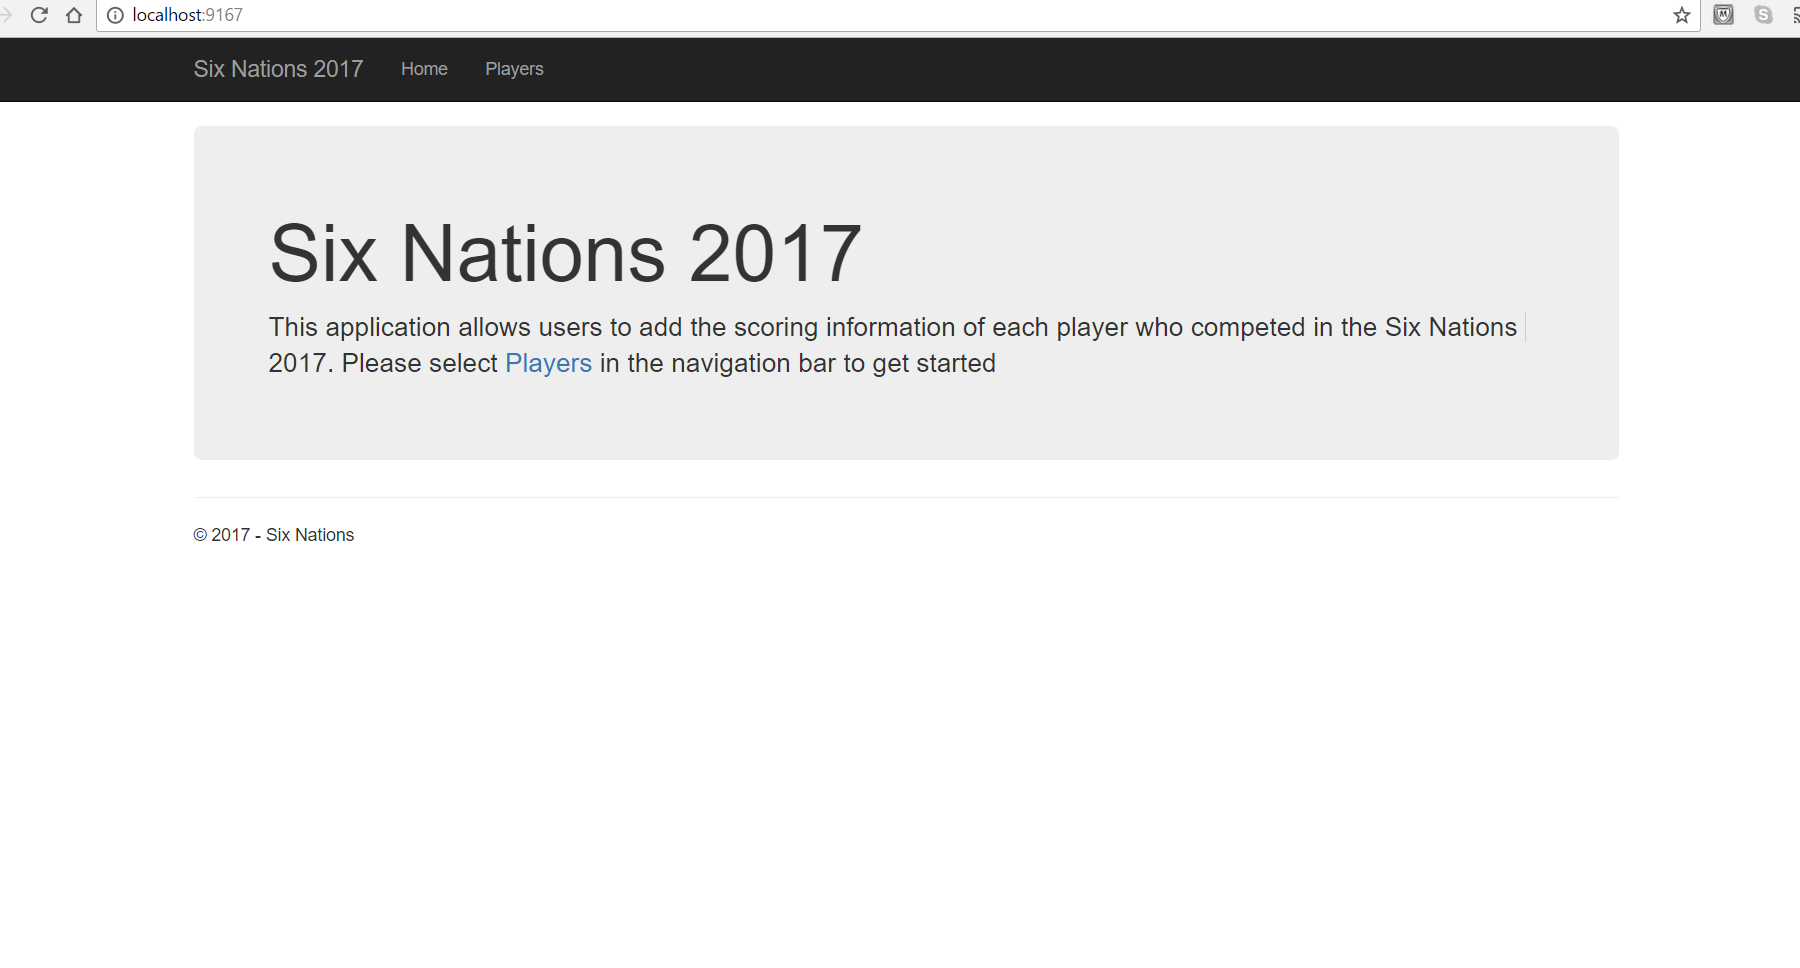 localhost:9167
Six Nations 2017 Home Players
Six Nations 2017
This application allows users to add the scoring information of each player who competed in the Six Nations
2017. Please select Players in the navigation bar to get started
© 2017 - Six Nations